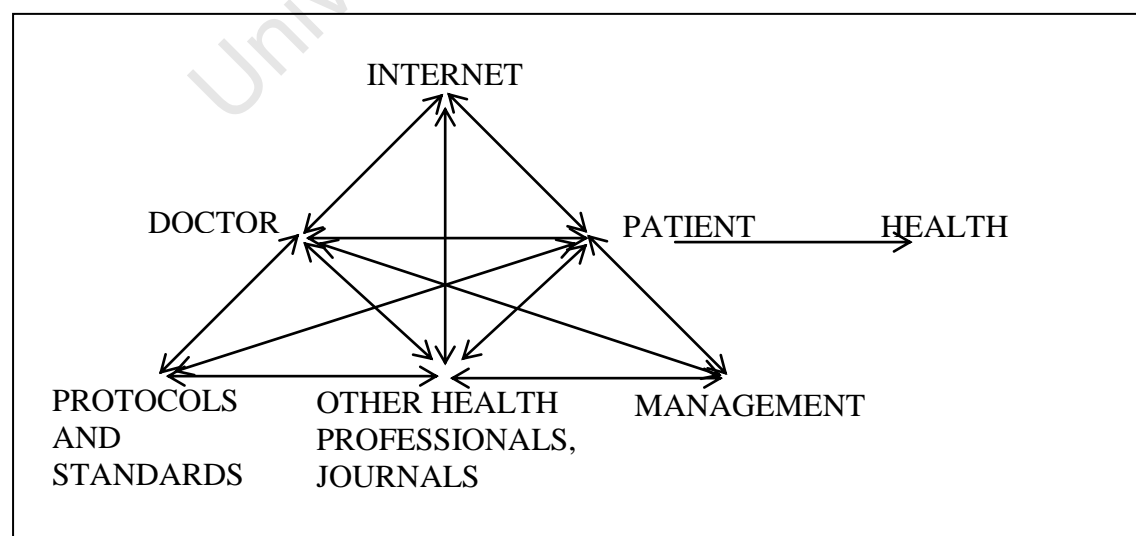 INTERNET
DOCTOR
PATIENT
HEALTH
PROTOCOLS
AND
STANDARDS
OTHER HEALTH
PROFESSIONALS,
JOURNALS
MANAGEMENT